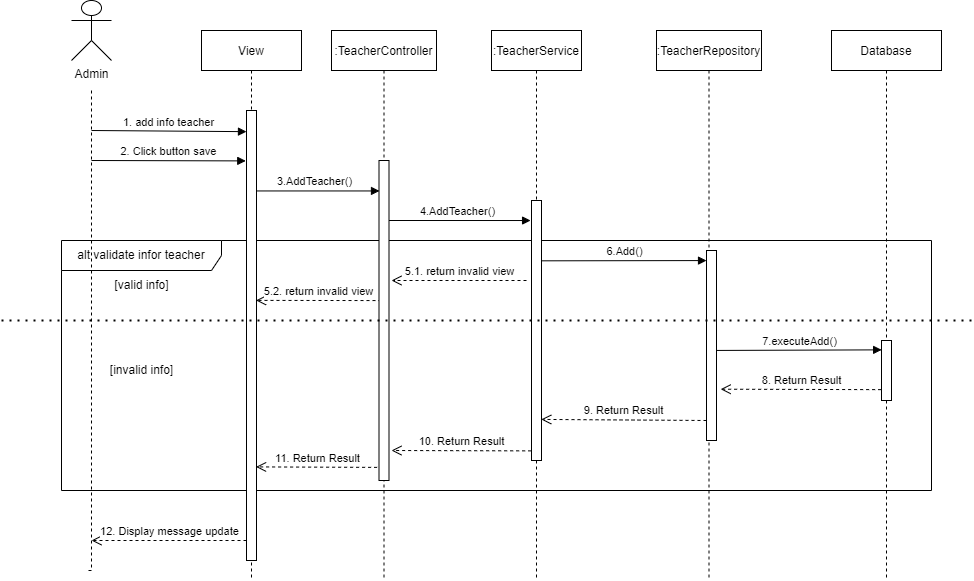 Admin
View
:TeacherController
:TeacherService
:TeacherRepository
Database
1. add info teacher
2. Click button save
3.AddTeacher()
4.AddTeacher()
alt validate infor teacher
6.Add()
5.1. return invalid view
[valid info]
5.2. return invalid view
7.executeAdd()
[invalid info]
8. Return Result
9. Return Result
10. Return Result
11. Return Result
12. Display message update